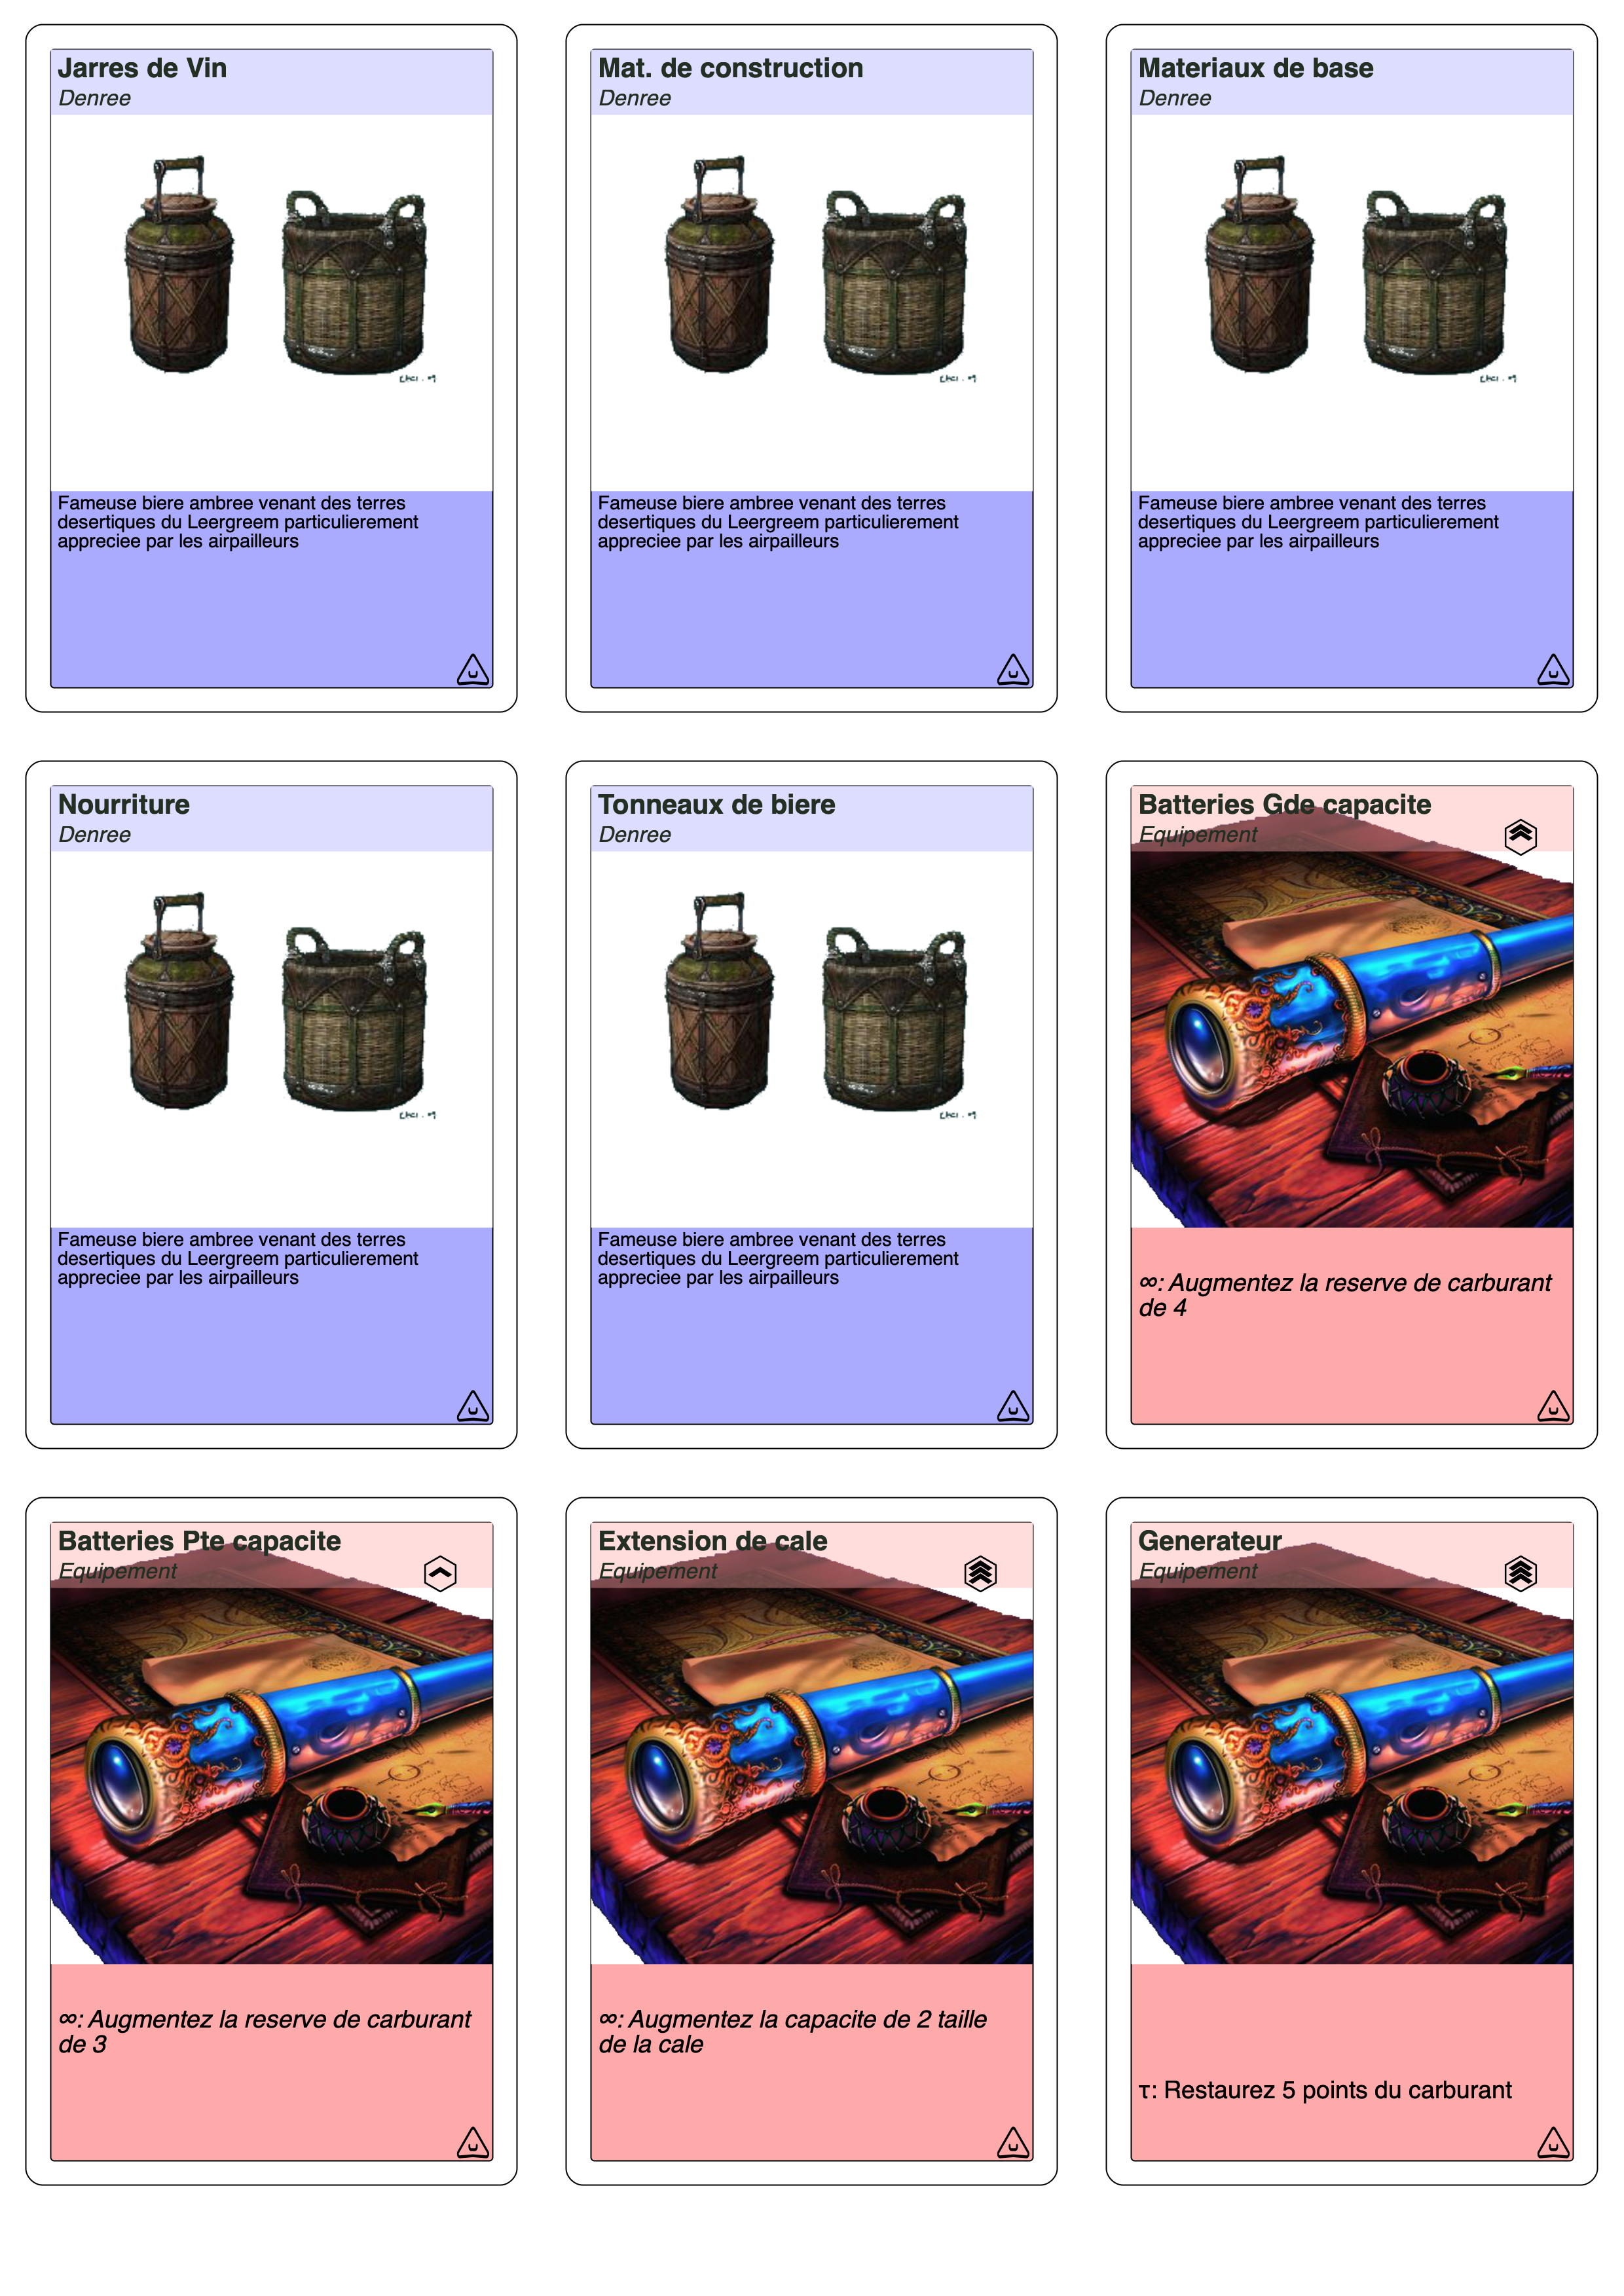 Jarres de Vin
Denree
Fameuse biere ambree venant des terres
desertiques du Leergreem particulierement
appreciee par les airpailleurs
Mat. de construction
Denree
Fameuse biere ambree venant des terres
desertiques du Leergreem particulierement
appreciee par les airpailleurs
Materiaux de base
Denree
Fameuse biere ambree venant des terres
desertiques du Leergreem particulierement
appreciee par les airpailleurs
Nourriture
Denree
Fameuse biere ambree venant des terres
desertiques du Leergreem particulierement
appreciee par les airpailleurs
Tonneaux de biere
Denree
Fameuse biere ambree venant des terres
desertiques du Leergreem particulierement
appreciee par les airpailleurs
Batteries Gde capacite
Equipement
∞: Augmentez la reserve de carburant
de 4
Batteries Pte capacite
Equipement
∞: Augmentez la reserve de carburant
de 3
Extension de cale
Equipement
∞: Augmentez la capacite de 2 taille
de la cale
Generateur
Equipement
τ: Restaurez 5 points du carburant